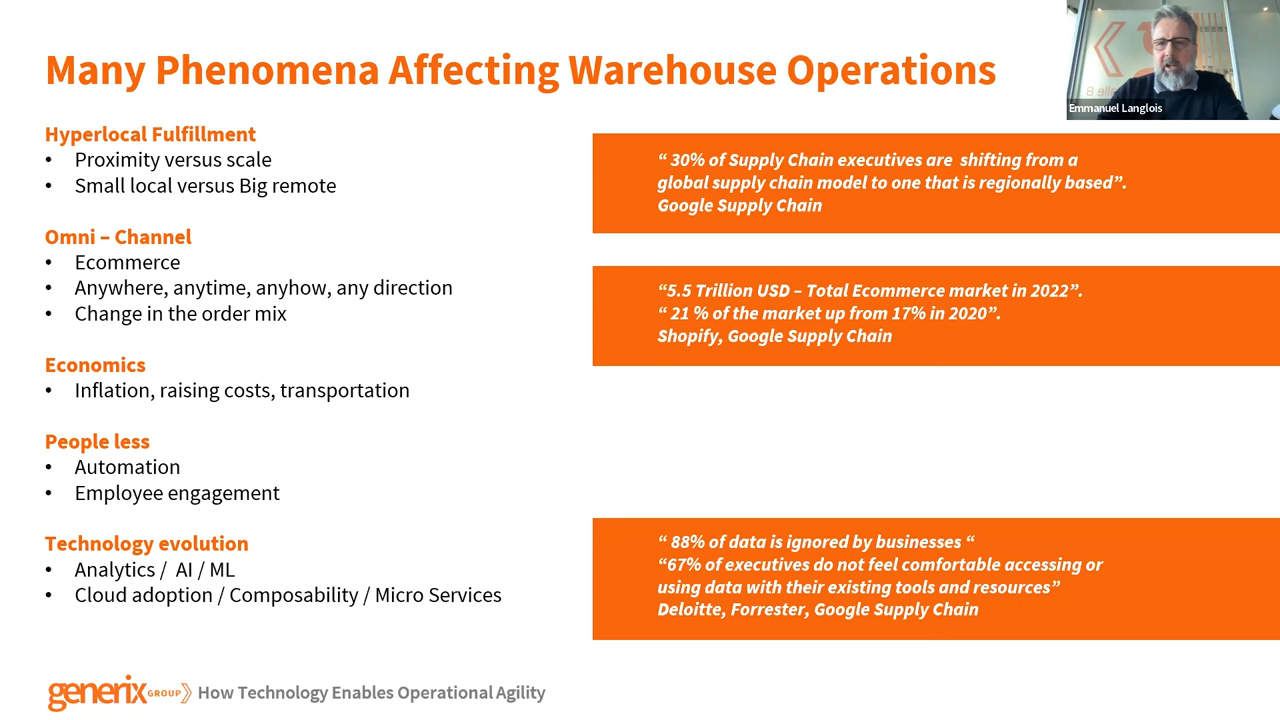 Many Phenomena Affecting Warehouse Operations
Emmanuel Langlois
Hyperlocal Fulfillment
• Proximity versus scale
• Small local versus Big remote
Omni – Channel
• Ecommerce
• Anywhere, anytime, anyhow, any direction
• Change in the order mix
Economics
• Inflation, raising costs, transportation
People less
• Automation
• Employee engagement
Technology evolution
• Analytics / AI / ML
• Cloud adoption / Composability / Micro Services
“ 30% of Supply Chain executives are shifting from a
global supply chain model to one that is regionally based”.
Google Supply Chain
“5.5 Trillion USD – Total Ecommerce market in 2022”.
“ 21 % of the market up from 17% in 2020”.
Shopify, Google Supply Chain
“ 88% of data is ignored by businesses “
“67% of executives do not feel comfortable accessing or
using data with their existing tools and resources”
Deloitte, Forrester, Google Supply Chain
generix GROUP How Technology Enables Operational Agility